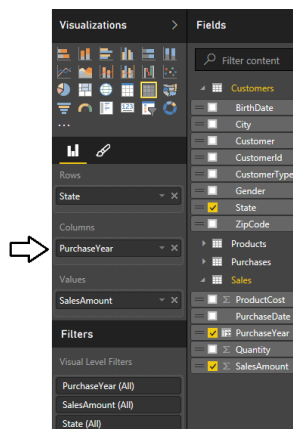 Visualizations
Fields
Filter content
Customers
BirthDate
City
Customer
CustomerId
CustomerType
Gender
State
ZipCode
Products
Purchases
Sales
ProductCost
PurchaseDate
PurchaseYear
Quantity
SalesAmount
Rows
State
Columns
PurchaseYear
Values
SalesAmount
Filters
Visual Level Filters
PurchaseYear (All)
SalesAmount (All)
State (All)